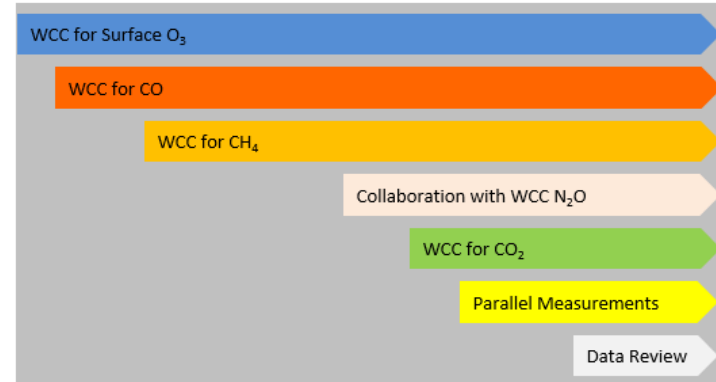 WCC for Surface O₃
WCC for CO
WCC for CH₄
Collaboration with WCC N₂O
WCC for CO₂
Parallel Measurements
Data Review